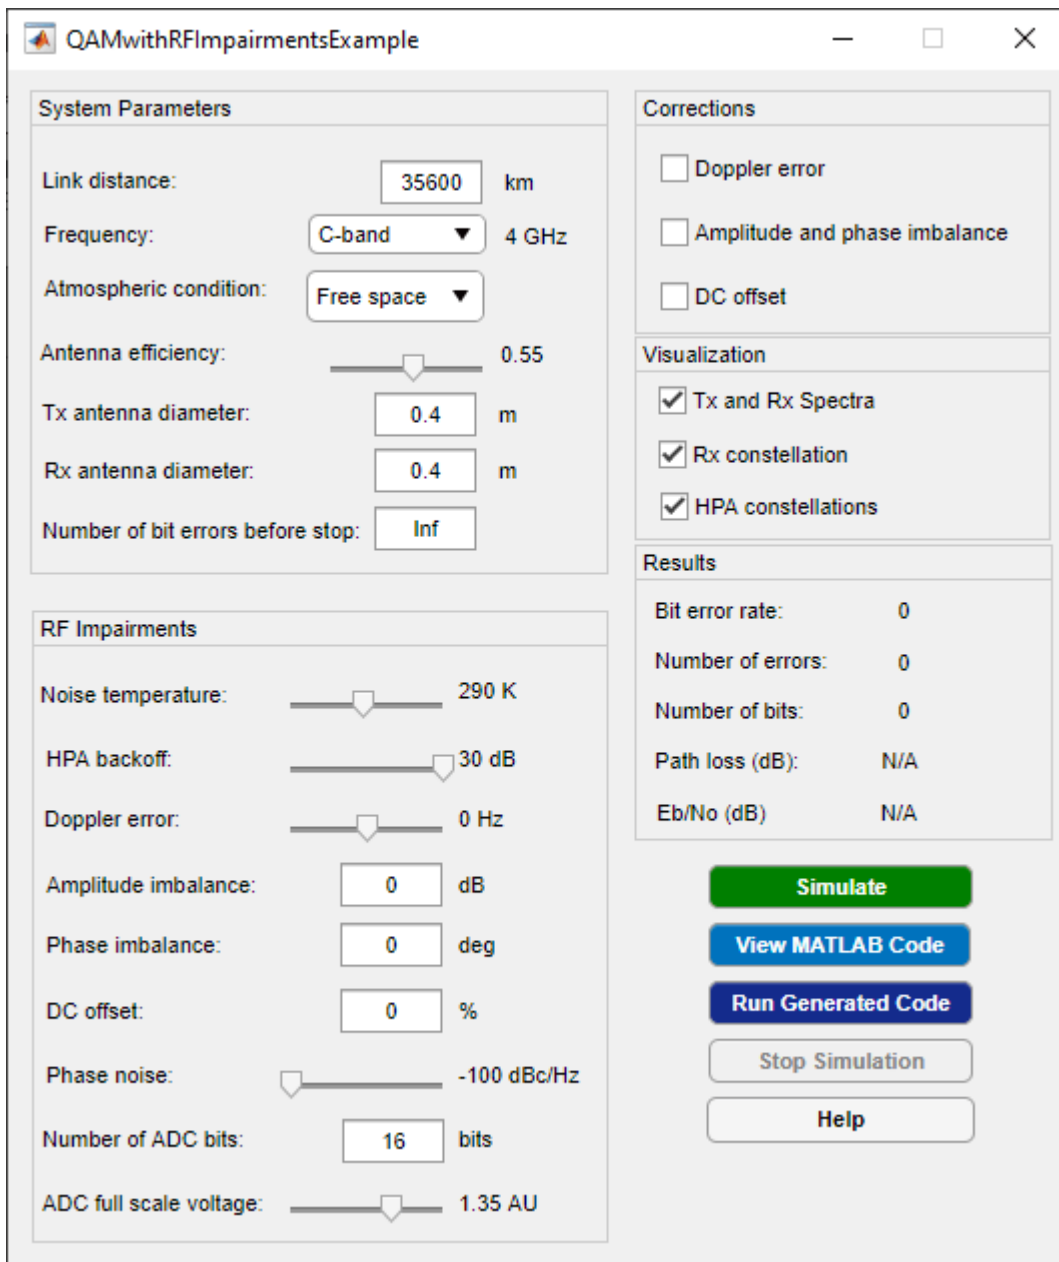 QAMwithRFImpairmentsExample
System Parameters
Link distance: 35600 km
Frequency: C-band 4 GHz
Atmospheric condition: Free space
Antenna efficiency: 0.55
Tx antenna diameter: 0.4 m
Rx antenna diameter: 0.4 m
Number of bit errors before stop: Inf
RF Impairments
Noise temperature: 290 K
HPA backoff: 30 dB
Doppler error: 0 Hz
Amplitude imbalance: 0 dB
Phase imbalance: 0 deg
DC offset: 0 %
Phase noise: -100 dBc/Hz
Number of ADC bits: 16 bits
ADC full scale voltage: 1.35 AU
Corrections
Doppler error
Amplitude and phase imbalance
DC offset
Visualization
Tx and Rx Spectra
Rx constellation
HPA constellations
Results
Bit error rate: 0
Number of errors: 0
Number of bits: 0
Path loss (dB): N/A
Eb/No (dB) N/A
Simulate
View MATLAB Code
Run Generated Code
Stop Simulation
Help